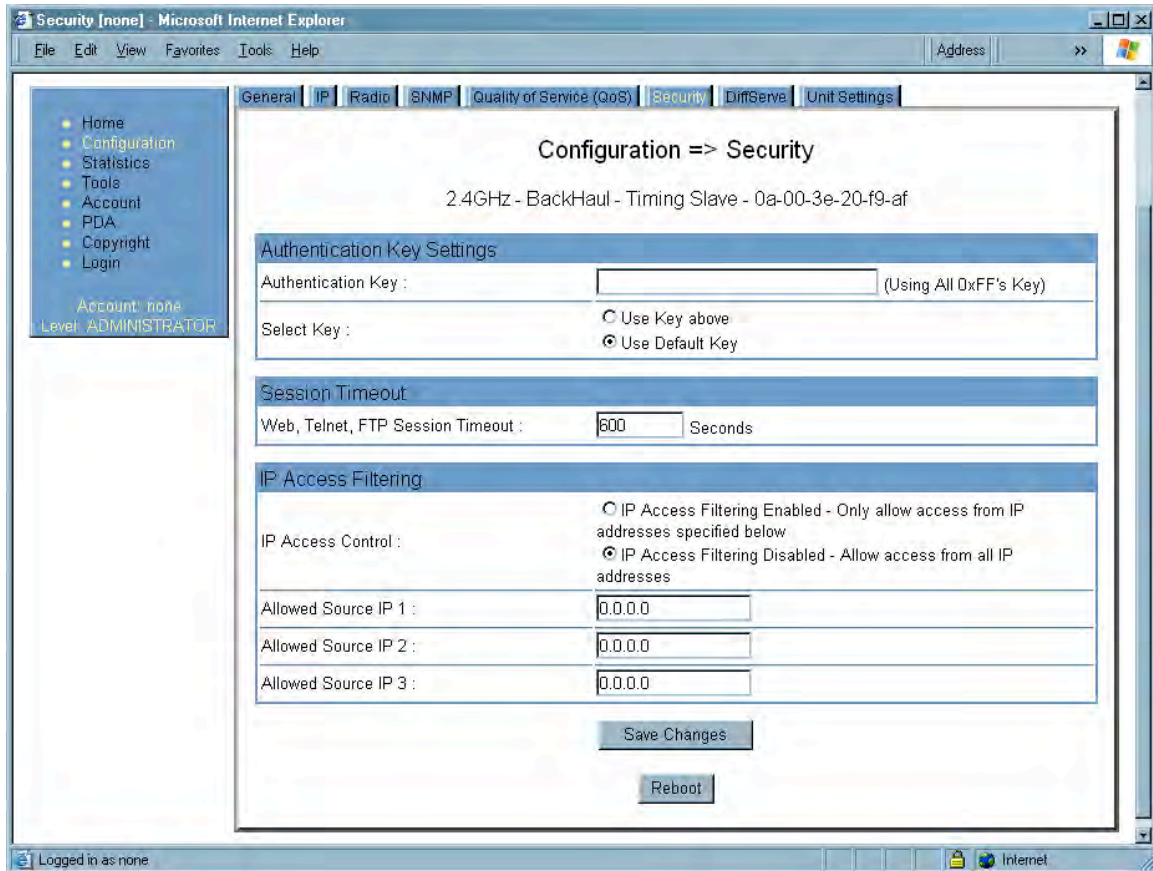 Security [none] - Microsoft Internet Explorer
File Edit View Favorites Tools Help
Address »
General IP Radio SNMP Quality of Service (QoS) Security DiffServe Unit Settings
Home
Configuration
Statistics
Tools
Account
PDA
Copyright
Login
Account: none
Level: ADMINISTRATOR
Configuration => Security
2.4GHz - BackHaul - Timing Slave - 0a-00-3e-20-f9-af
Authentication Key Settings
Authentication Key : (Using All 0xFF's Key)
Select Key :
Use Key above
Use Default Key
Session Timeout
Web, Telnet, FTP Session Timeout : 600 Seconds
IP Access Filtering
IP Access Control :
IP Access Filtering Enabled - Only allow access from IP
addresses specified below
IP Access Filtering Disabled - Allow access from all IP
addresses
Allowed Source IP 1 : 0.0.0.0
Allowed Source IP 2 : 0.0.0.0
Allowed Source IP 3 : 0.0.0.0
Save Changes
Reboot
Logged in as none
Internet